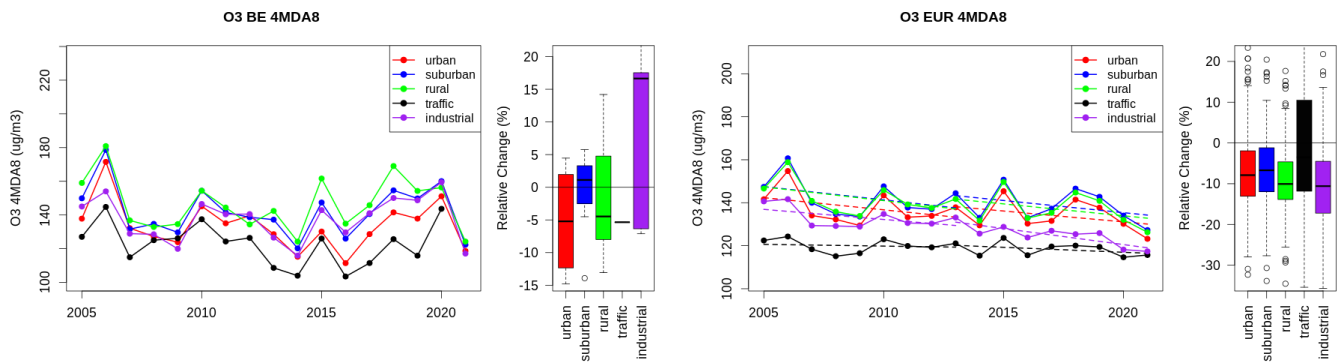 O3 BE 4MDA8
O3 4MDA8 (ug/m3)
100
120
140
160
180
220
2005
2010
2015
2020
urban
suburban
rural
traffic
industrial
Relative Change (%)
20
15
10
5
0
-5
-10
-15
urban
suburban
rural
traffic
industrial
O3 EUR 4MDA8
O3 4MDA8 (ug/m3)
100
120
140
160
200
2005
2010
2015
2020
urban
suburban
rural
traffic
industrial
Relative Change (%)
20
10
0
-10
-20
-30
urban
suburban
rural
traffic
industrial